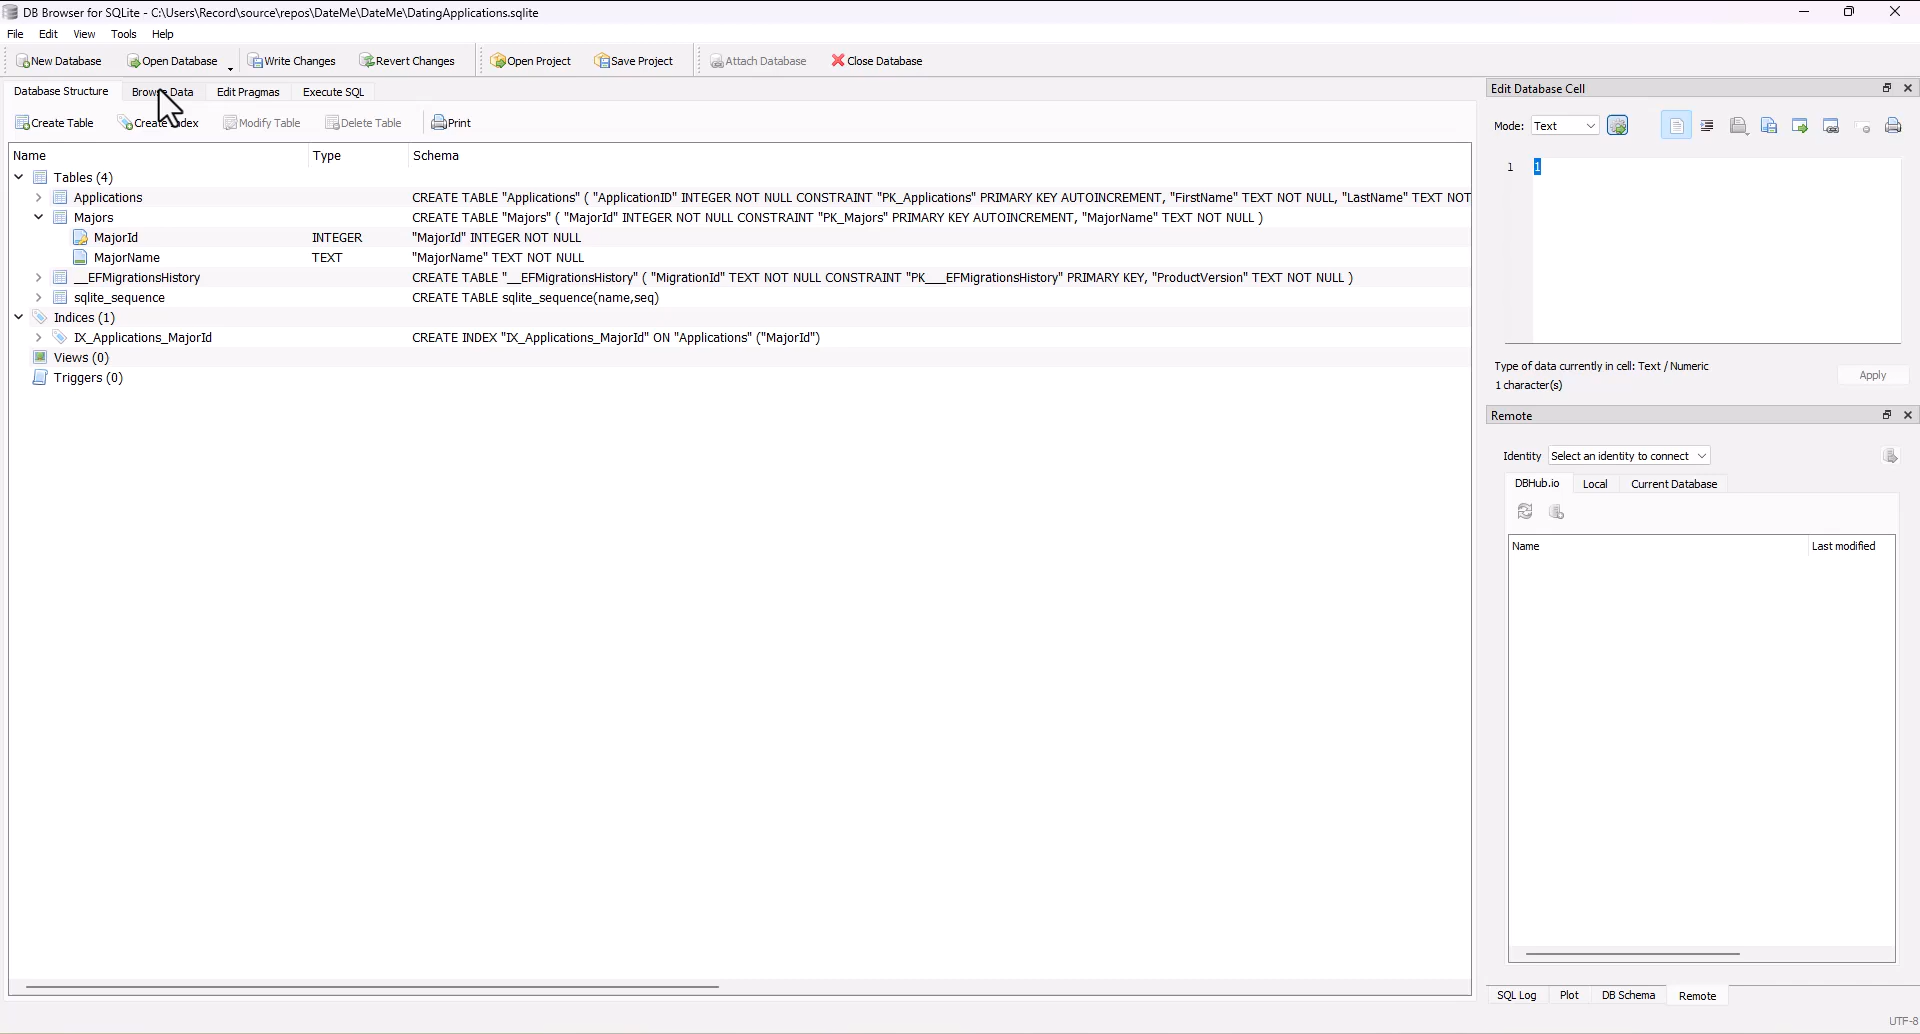 DB Browser for SQLite - C:\Users\Record\source\repos\DateMe\DateMe\DatingApplications.sqlite
File Edit View Tools Help
New Database Open Database Write Changes Revert Changes Open Project Save Project Attach Database Close Database
Database Structure Browse Data Edit Pragmas Execute SQL
Create Table Create Index Modify Table Delete Table Print
Name Type Schema
Tables (4)
Applications CREATE TABLE "Applications" ( "ApplicationID" INTEGER NOT NULL CONSTRAINT "PK_Applications" PRIMARY KEY AUTOINCREMENT, "FirstName" TEXT NOT NULL, "LastName" TEXT NOT
Majors CREATE TABLE "Majors" ( "MajorId" INTEGER NOT NULL CONSTRAINT "PK_Majors" PRIMARY KEY AUTOINCREMENT, "MajorName" TEXT NOT NULL )
MajorId INTEGER "MajorId" INTEGER NOT NULL
MajorName TEXT "MajorName" TEXT NOT NULL
__EFMigrationsHistory CREATE TABLE "__EFMigrationsHistory" ( "MigrationId" TEXT NOT NULL CONSTRAINT "PK___EFMigrationsHistory" PRIMARY KEY, "ProductVersion" TEXT NOT NULL )
sqlite_sequence CREATE TABLE sqlite_sequence(name,seq)
Indices (1)
IX_Applications_MajorId CREATE INDEX "IX_Applications_MajorId" ON "Applications" ("MajorId")
Views (0)
Triggers (0)
Edit Database Cell
Mode: Text
1 1
Type of data currently in cell: Text / Numeric
1 character(s)
Apply
Remote
Identity Select an identity to connect
DBHub.io Local Current Database
Name Last modified
SQL Log Plot DB Schema Remote
UTF-8